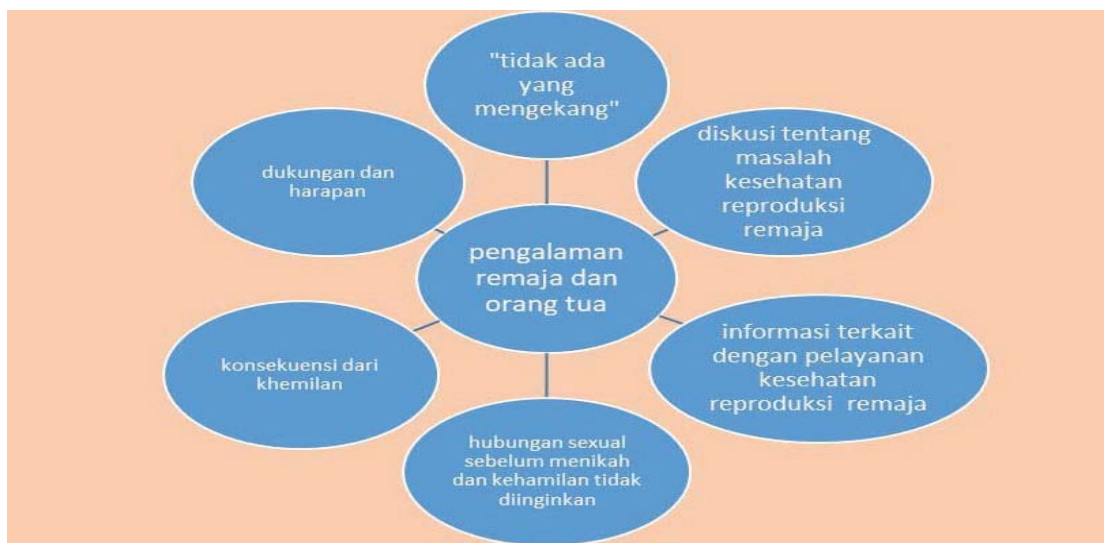 "tidak ada
yang
mengekang"
diskusi tentang
masalah
kesehatan
reproduksi
remaja
dukungan dan
harapan
pengalaman
remaja dan
orang tua
informasi terkait
dengan pelayanan
kesehatan
reproduksi remaja
konsekuensi dari
khemilan
hubungan sexual
sebelum menikah
dan kehamilan tidak
diinginkan